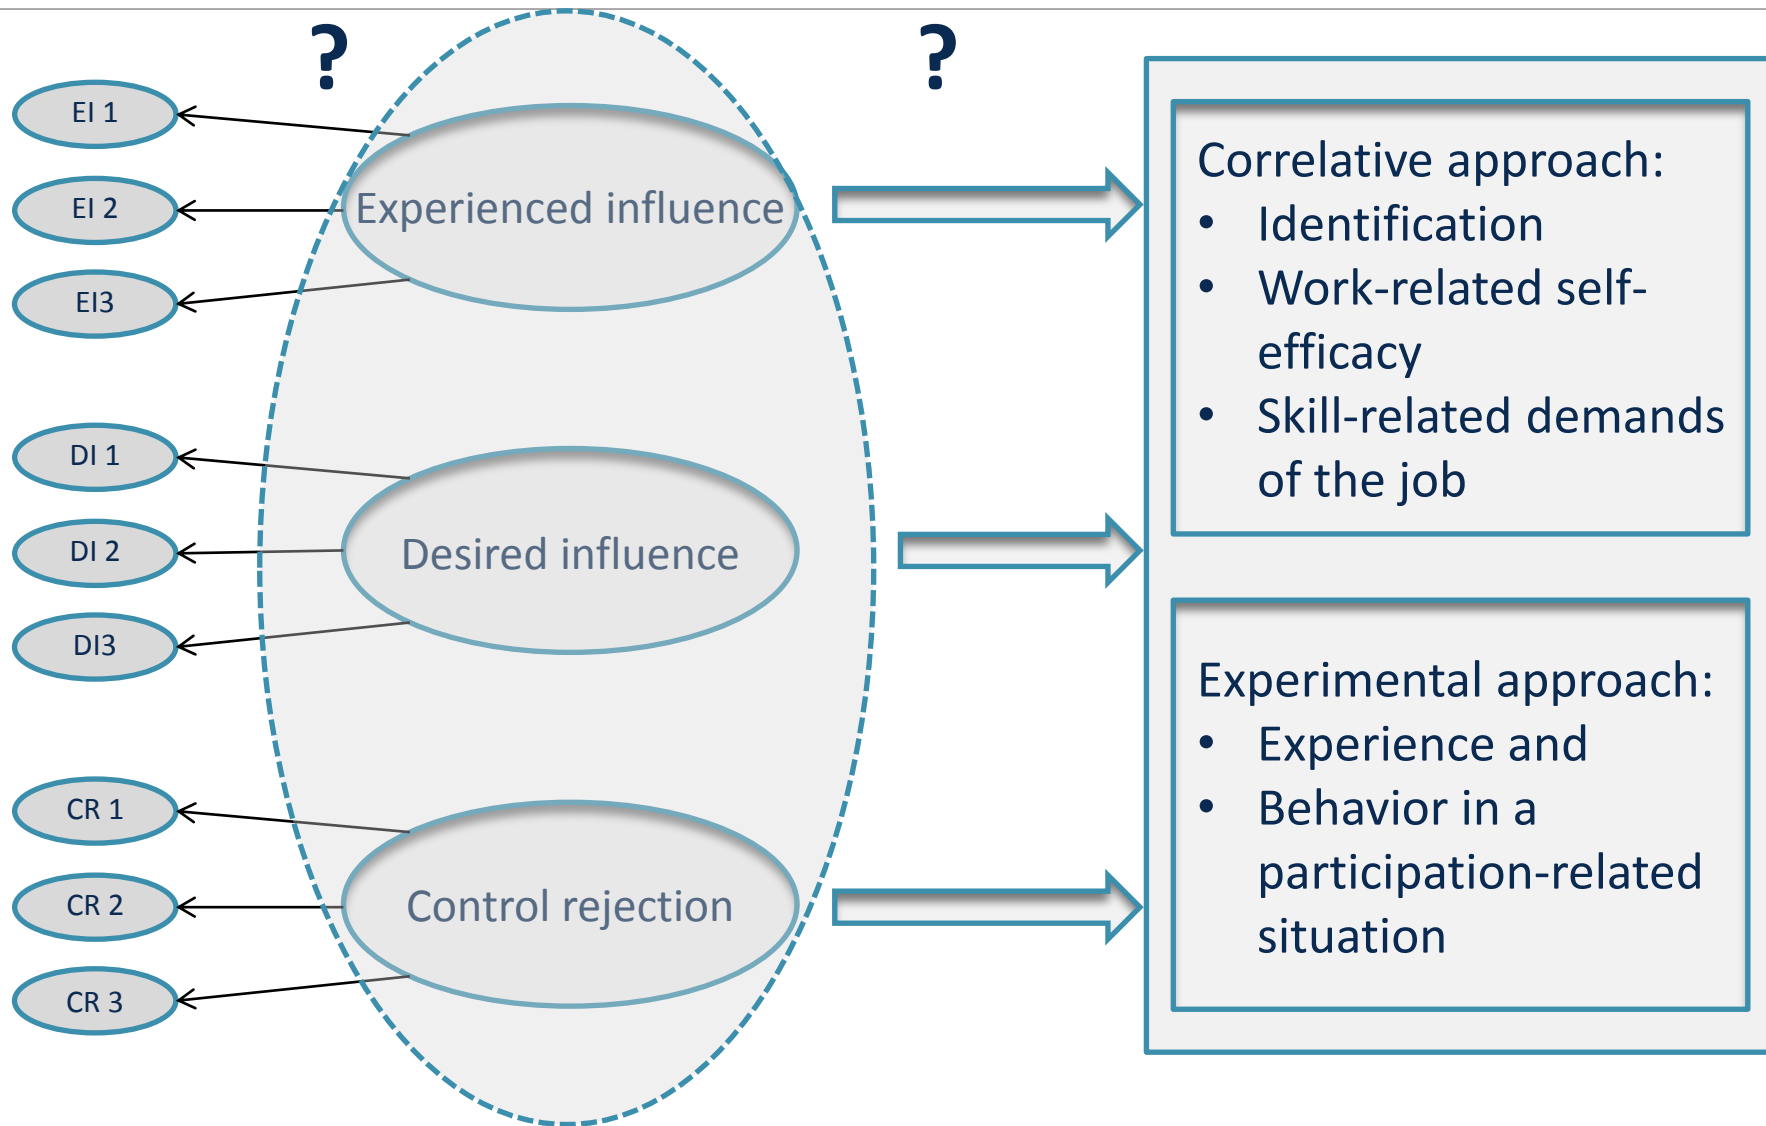 ?
?
EI 1
EI 2
EI3
Experienced influence
DI 1
DI 2
DI3
Desired influence
CR 1
CR 2
CR 3
Control rejection
Correlative approach:
• Identification
• Work-related self-
efficacy
• Skill-related demands
of the job
Experimental approach:
• Experience and
• Behavior in a
participation-related
situation